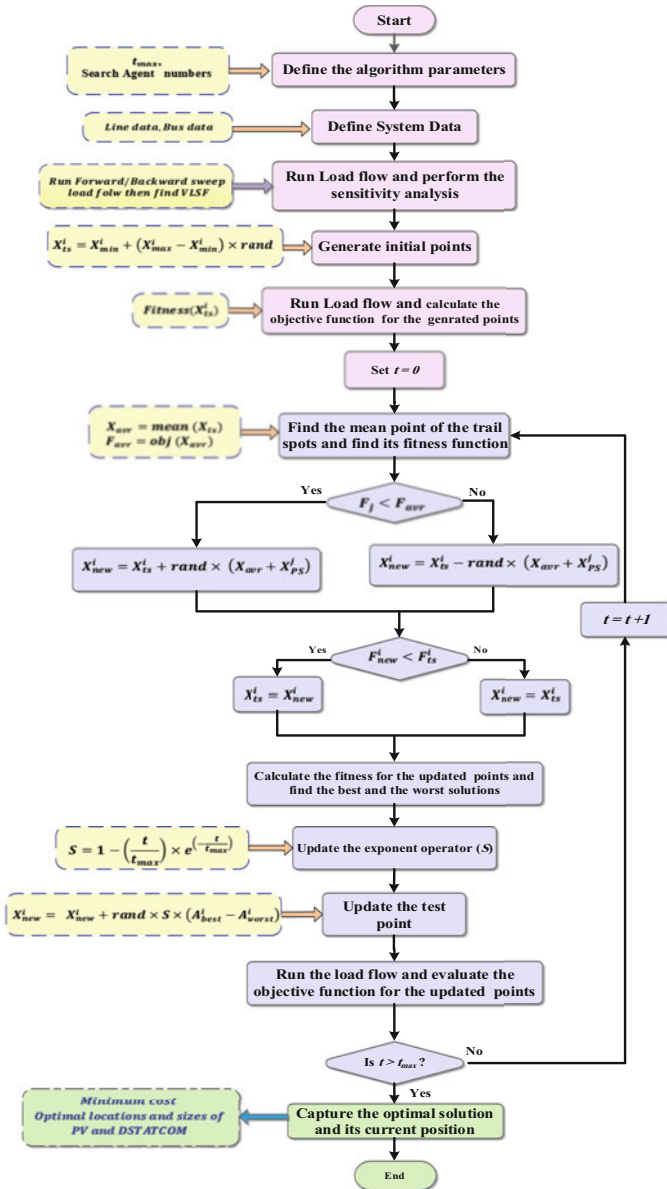 Start
t_max,
Search Agent numbers
Define the algorithm parameters
Line data, Bus data
Define System Data
Run Forward/Backward sweep
load folw then find VLSF
Run Load flow and perform the
sensitivity analysis
X^i_ts = X^i_min + (X^i_max − X^i_min) × rand
Generate initial points
Fitness(X^i_ts)
Run Load flow and calculate the
objective function for the genrated points
Set t = 0
X_avr = mean (X_ts)
F_avr = obj (X_avr)
Find the mean point of the trail
spots and find its fitness function
Yes
F_j < F_avr
No
X^i_new = X^i_ts + rand × (X_avr + X^j_PS)
X^i_new = X^i_ts − rand × (X_avr + X^j_PS)
t = t +1
Yes
F^i_new < F^i_ts
No
X^i_ts = X^i_new
X^i_new = X^i_ts
Calculate the fitness for the updated points and
find the best and the worst solutions
S = 1 − (t/t_max) × e^(−t/t_max)
Update the exponent operator (S)
X^i_new = X^i_new + rand × S × (A^i_best − A^i_worst)
Update the test
point
Run the load flow and evaluate the
objective function for the updated points
Is t > t_max ?
No
Yes
Minimum cost
Optimal locations and sizes of
PV and DSTATCOM
Capture the optimal solution
and its current position
End